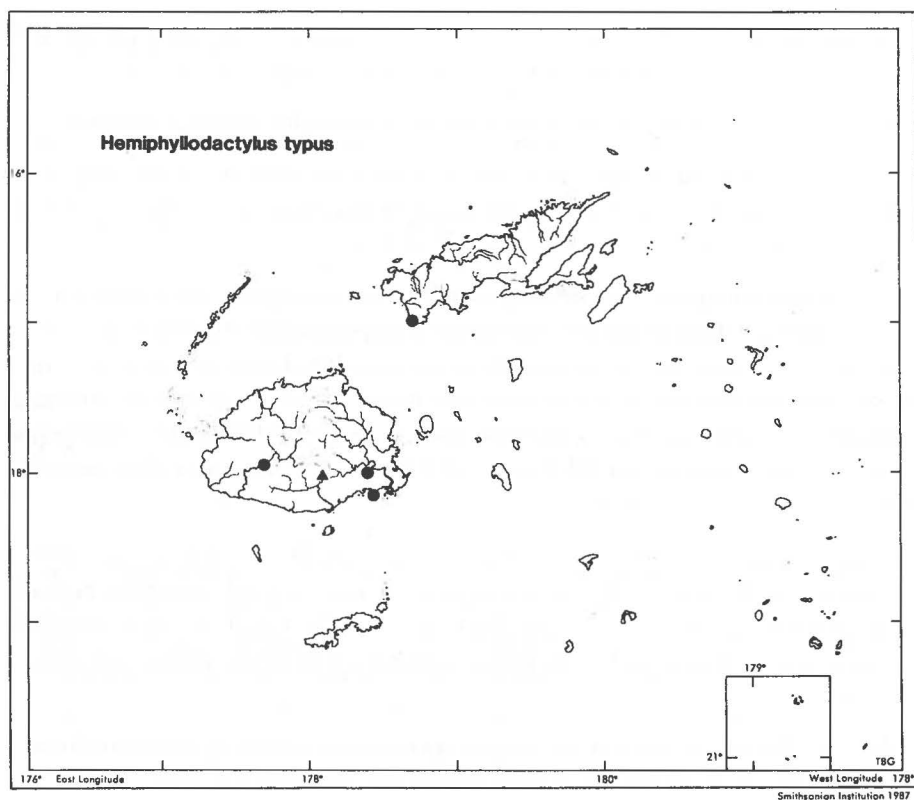 Hemiphyllodactylus typus
16°
18°
179°
21°
TBG
176° East Longitude 178° 180° West Longitude 178°
Smithsonian Institution 1987